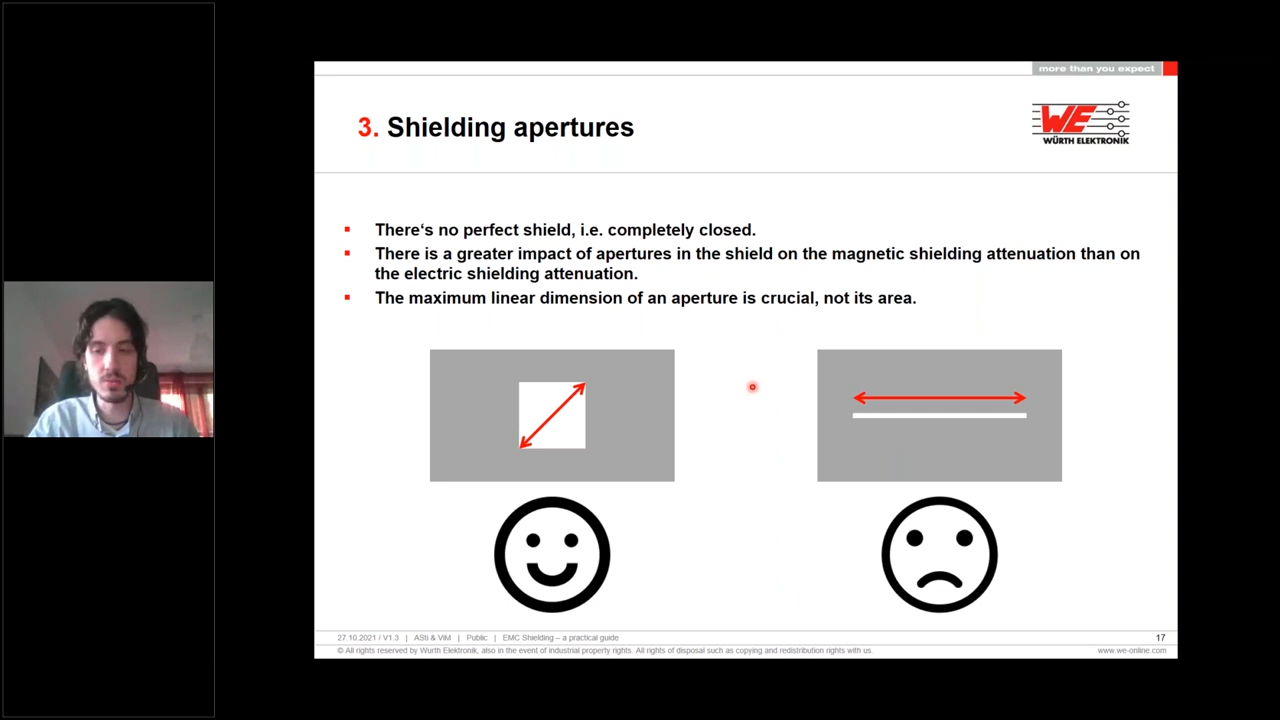 more than you expect
3. Shielding apertures
WE
WÜRTH ELEKTRONIK
There‘s no perfect shield, i.e. completely closed.
There is a greater impact of apertures in the shield on the magnetic shielding attenuation than on
the electric shielding attenuation.
The maximum linear dimension of an aperture is crucial, not its area.
27.10.2021 / V1.3 | ASti & ViM | Public | EMC Shielding – a practical guide
17
© All rights reserved by Wurth Elektronik, also in the event of industrial property rights. All rights of disposal such as copying and redistribution rights with us.
www.we-online.com